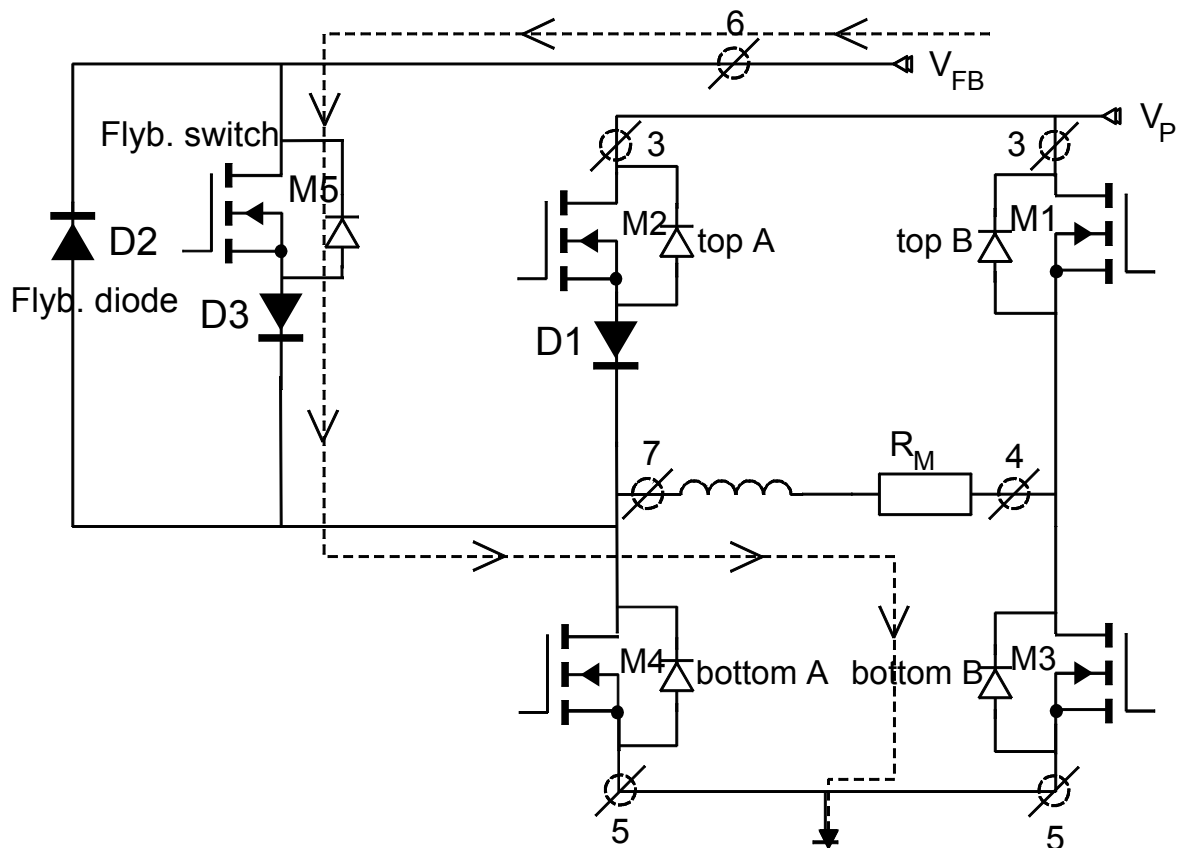 6
V_FB
V_P
Flyb. switch
3
3
M5
M2
top A
top B
M1
D2
Flyb. diode
D3
D1
R_M
7
4
M4
bottom A
bottom B
M3
5
5